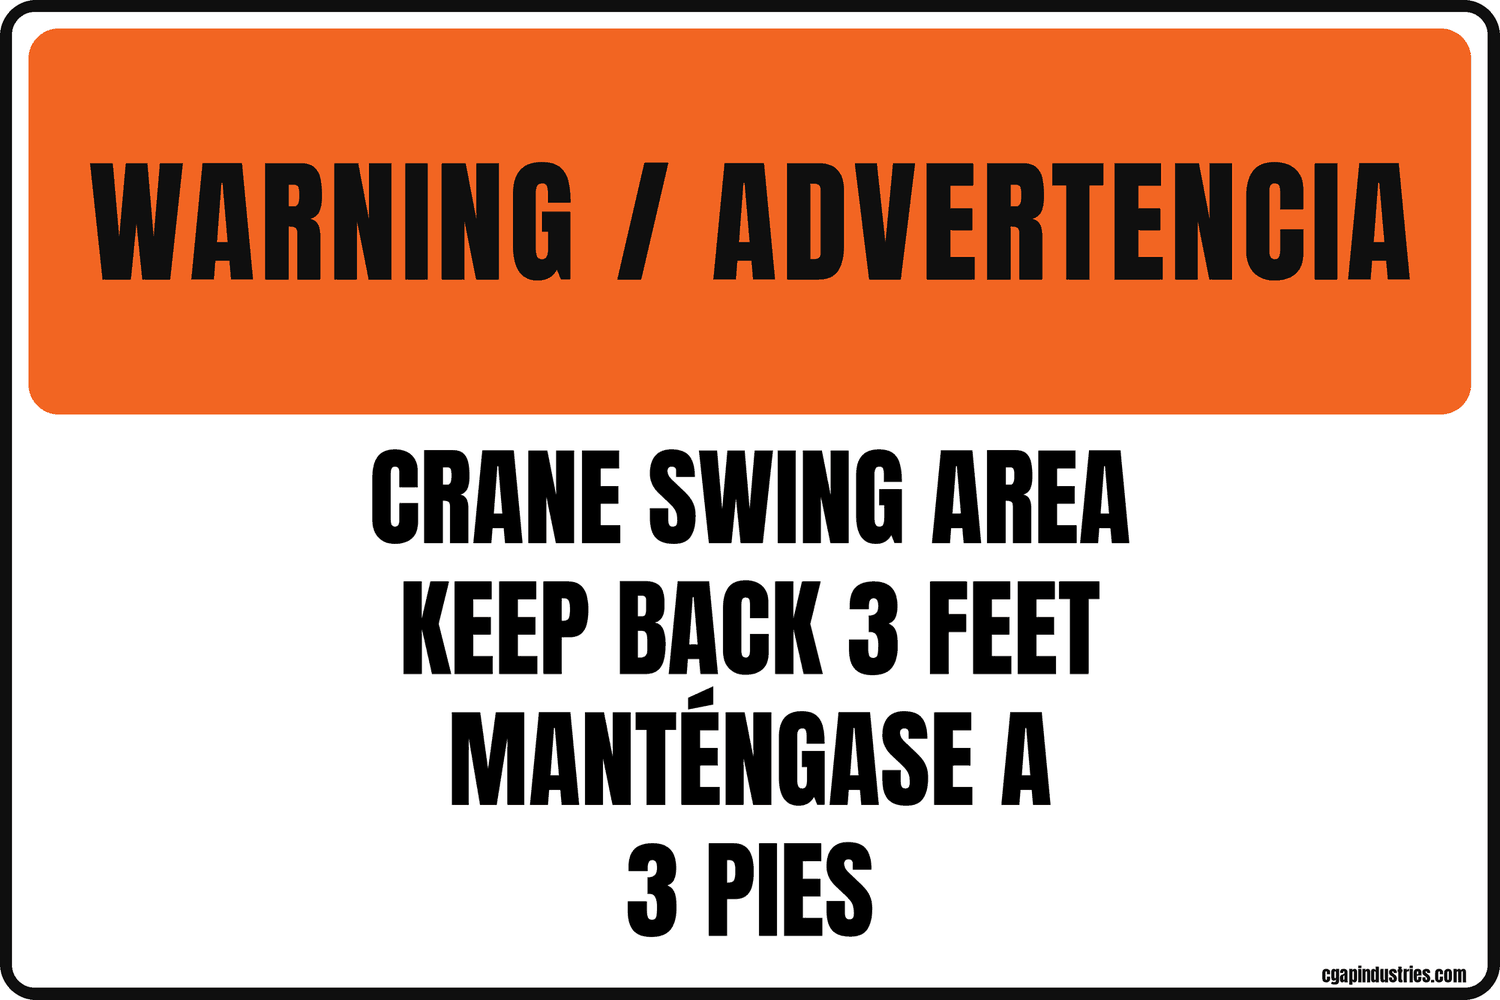 WARNING / ADVERTENCIA
CRANE SWING AREA
KEEP BACK 3 FEET
MANTÉNGASE A
3 PIES
cgapindustries.com